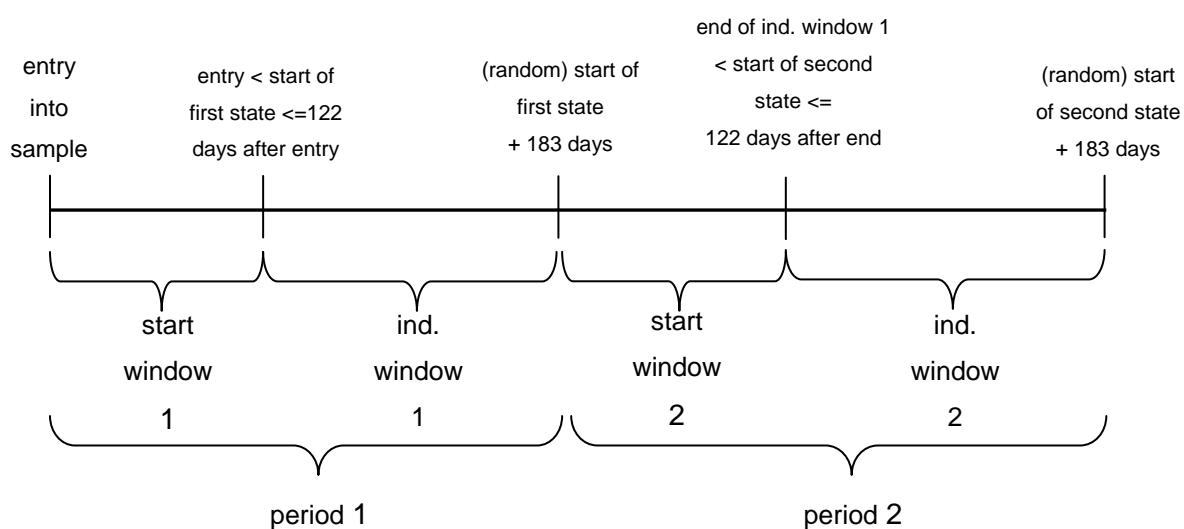 entry
into
sample
entry < start of
first state <=122
days after entry
(random) start of
first state
+ 183 days
end of ind. window 1
< start of second
state <=
122 days after end
(random) start
of second state
+ 183 days
start
window
1
ind.
window
1
start
window
2
ind.
window
2
period 1
period 2